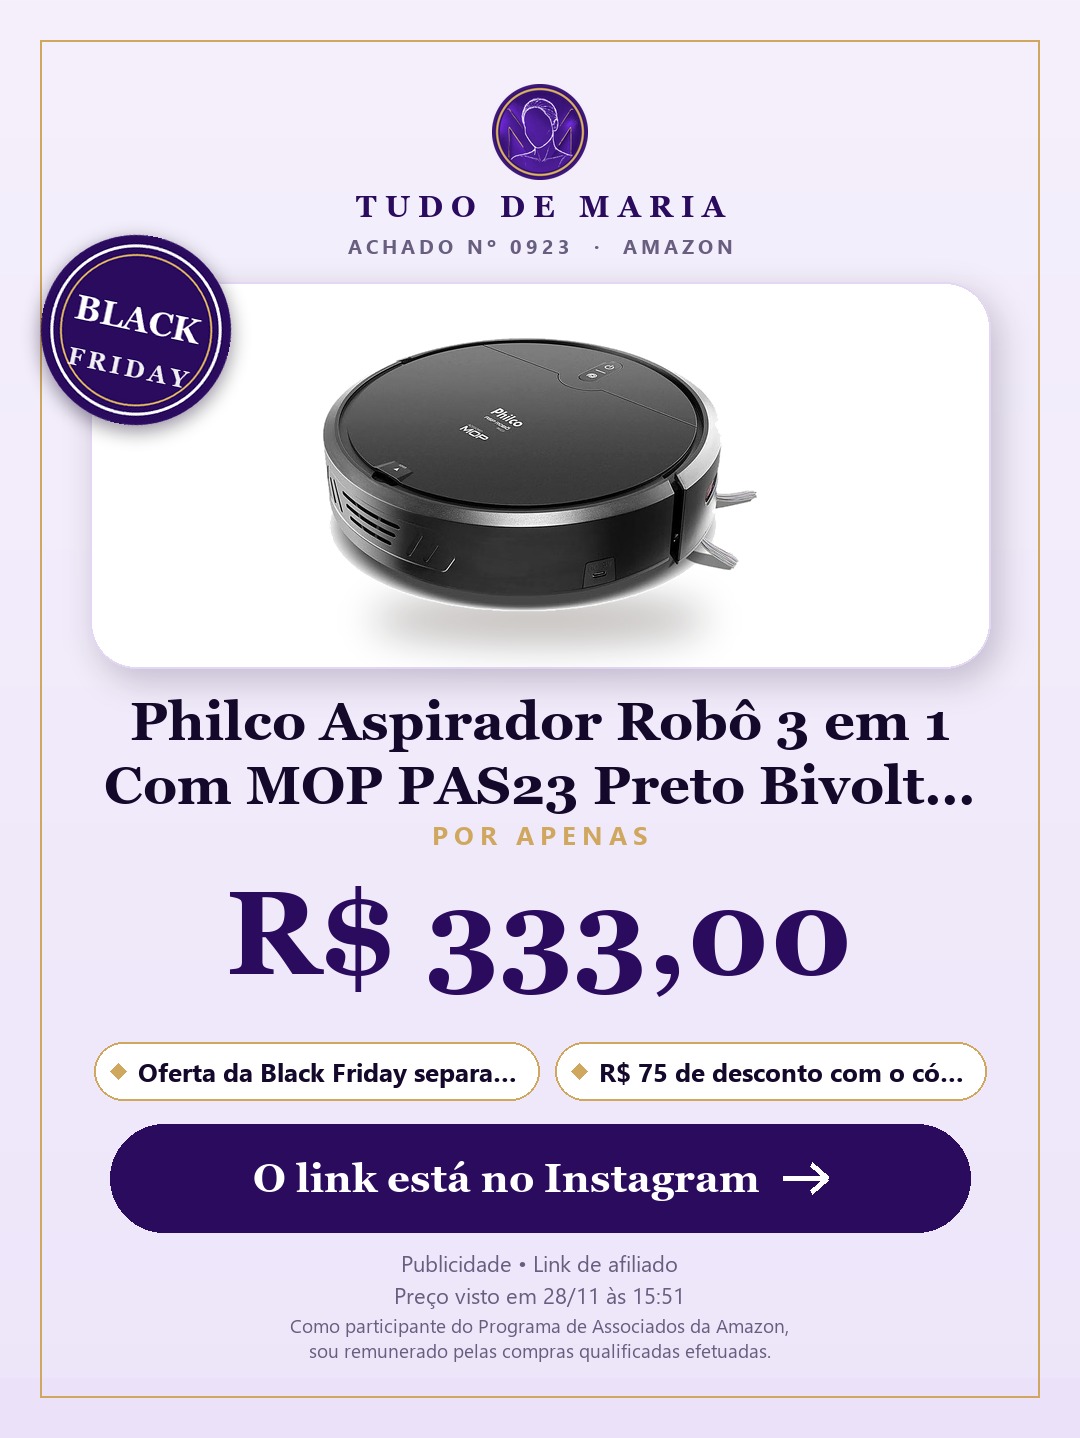 TUDO DE MARIA
ACHADO Nº 0923 · AMAZON
BLACK
FRIDAY
Philco
MOP
Philco Aspirador Robô 3 em 1
Com MOP PAS23 Preto Bivolt...
POR APENAS
R$ 333,00
Oferta da Black Friday separa...
R$ 75 de desconto com o có...
O link está no Instagram →
Publicidade • Link de afiliado
Preço visto em 28/11 às 15:51
Como participante do Programa de Associados da Amazon,
sou remunerado pelas compras qualificadas efetuadas.